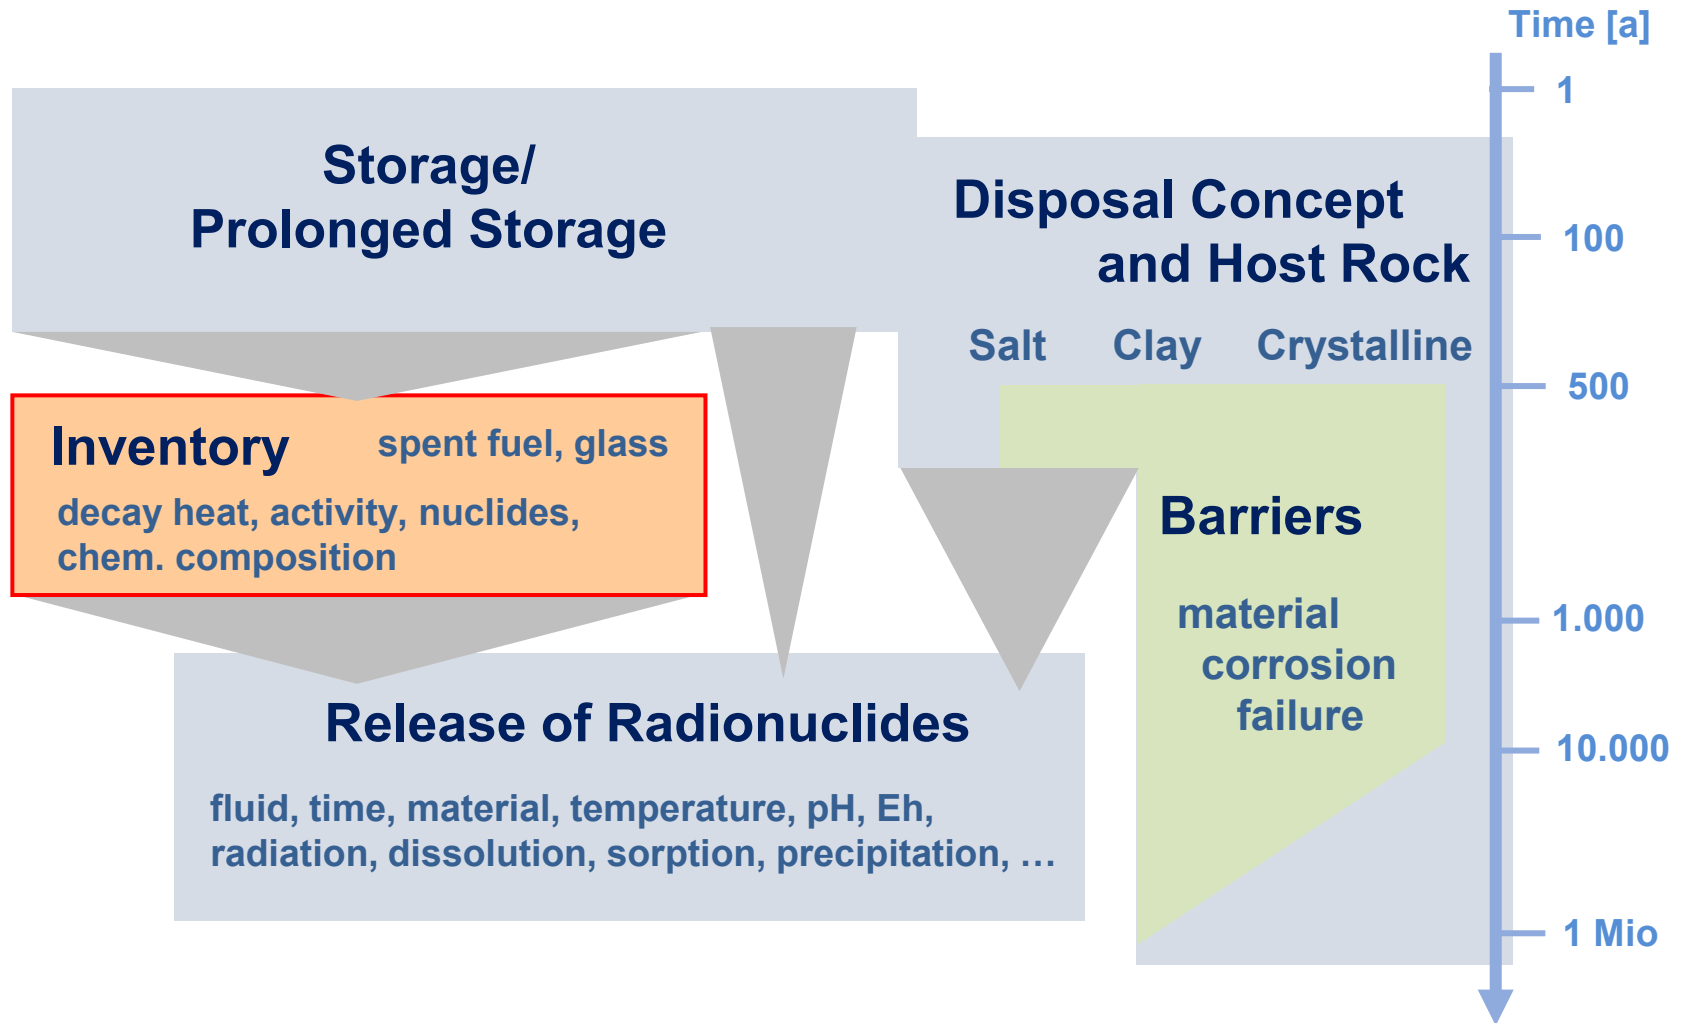 Time [a]
1
Storage/
Prolonged Storage
Disposal Concept
and Host Rock
100
Salt Clay Crystalline
500
Inventory spent fuel, glass
decay heat, activity, nuclides,
chem. composition
Barriers
material
corrosion
failure
1.000
Release of Radionuclides
10.000
fluid, time, material, temperature, pH, Eh,
radiation, dissolution, sorption, precipitation, …
1 Mio